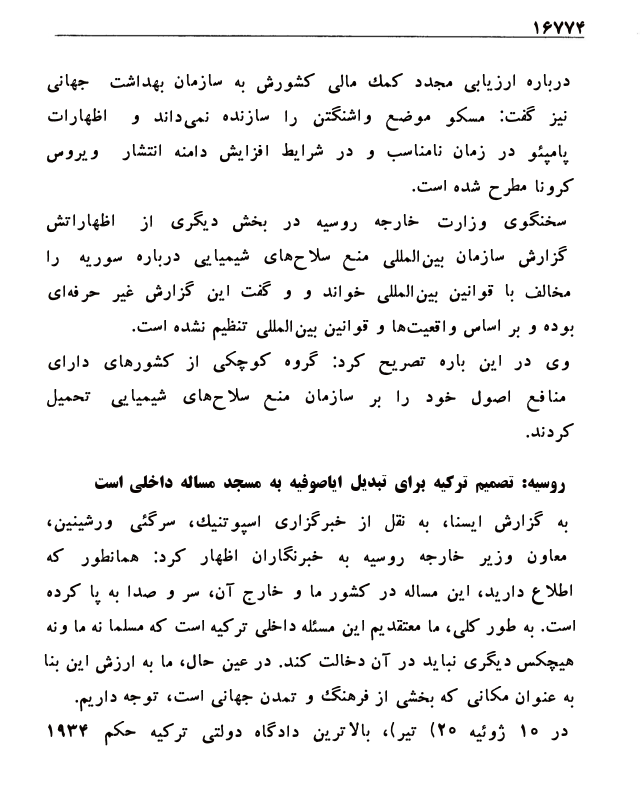 ۱۶۷۷۴
درباره ارزیابی مجدد کمك مالی کشورش به سازمان بهداشت جهانی
نیز گفت: مسکو موضع واشنگتن را سازنده نمی‌داند و اظهارات
پامپئو در زمان نامناسب و در شرایط افزایش دامنه انتشار ویروس
کرونا مطرح شده است.
سخنگوی وزارت خارجه روسیه در بخش دیگری از اظهاراتش
گزارش سازمان بین‌المللی منع سلاح‌های شیمیایی درباره سوریه را
مخالف با قوانین بین‌المللی خواند و و گفت این گزارش غیر حرفه‌ای
بوده و بر اساس واقعیت‌ها و قوانین بین‌المللی تنظیم نشده است.
وی در این باره تصریح کرد: گروه کوچکی از کشورهای دارای
منافع اصول خود را بر سازمان منع سلاح‌های شیمیایی تحمیل
کردند.
روسیه: تصمیم ترکیه برای تبدیل ایاصوفیه به مسجد مساله داخلی است
به گزارش ایسنا، به نقل از خبرگزاری اسپوتنیك، سرگئی ورشینین،
معاون وزیر خارجه روسیه به خبرنگاران اظهار کرد: همانطور که
اطلاع دارید، این مساله در کشور ما و خارج آن، سر و صدا به پا کرده
است. به طور کلی، ما معتقدیم این مسئله داخلی ترکیه است که مسلما نه ما ونه
هیچکس دیگری نباید در آن دخالت کند. در عین حال، ما به ارزش این بنا
به عنوان مکانی که بخشی از فرهنگ و تمدن جهانی است، توجه داریم.
در ۱۰ ژوئیه ۲۰) تیر)، بالاترین دادگاه دولتی ترکیه حکم ۱۹۳۴